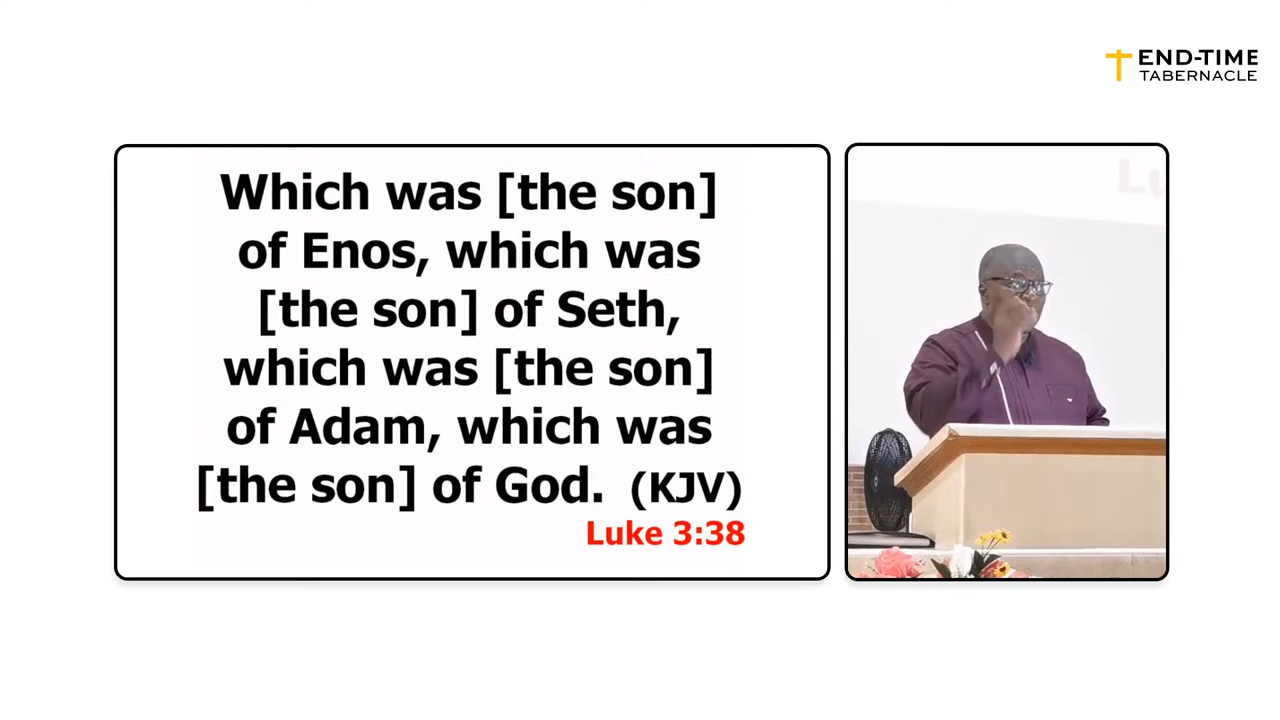 END-TIME
TABERNACLE
Which was [the son]
of Enos, which was
[the son] of Seth,
which was [the son]
of Adam, which was
[the son] of God. (KJV)
Luke 3:38
Lu